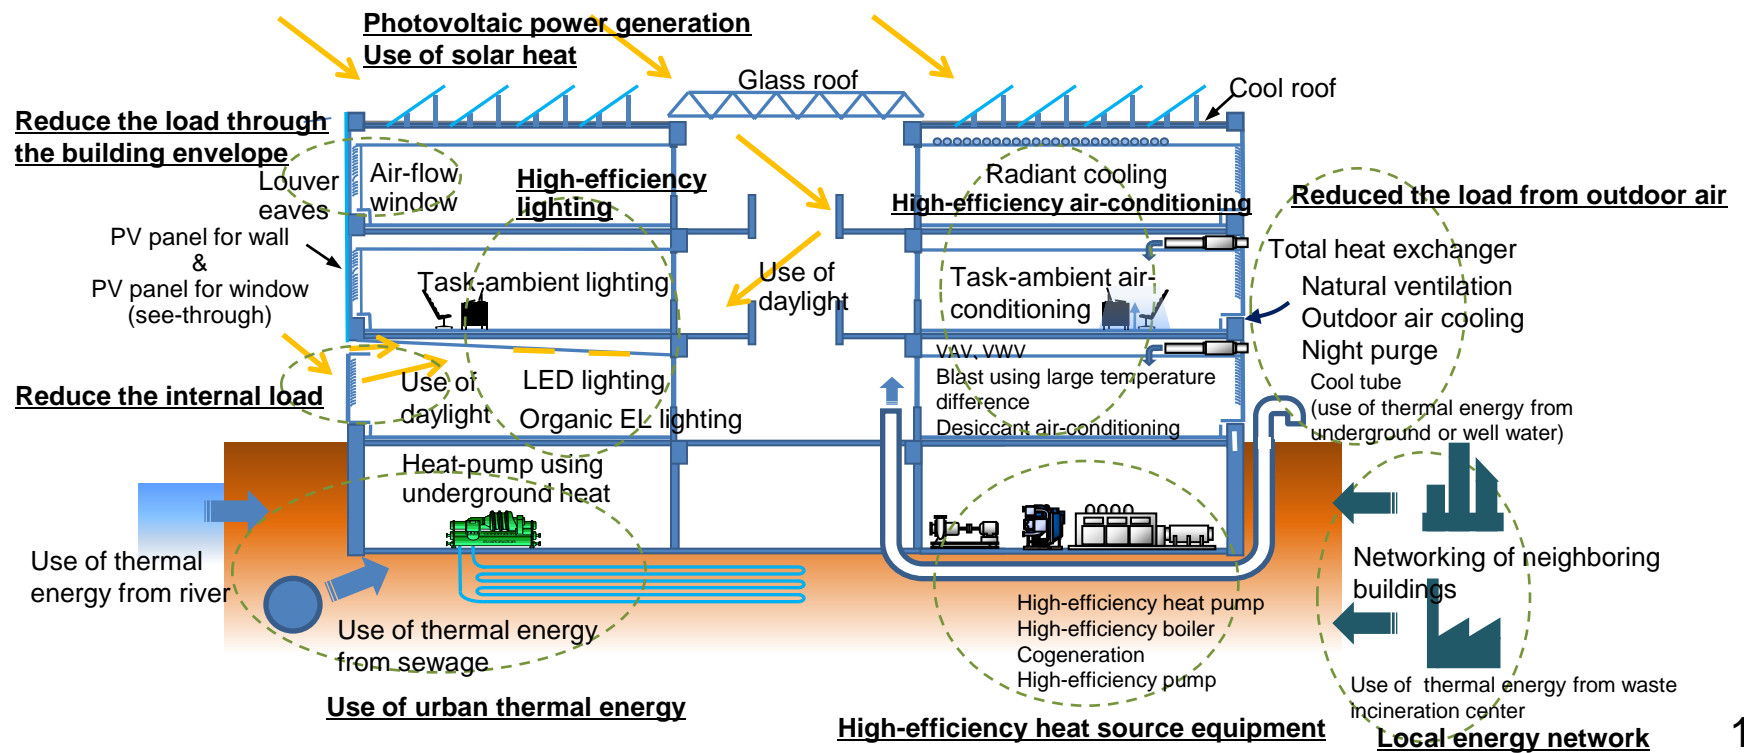 Photovoltaic power generation
Use of solar heat
Glass roof
Cool roof
Reduce the load through
the building envelope
Louver
eaves
Air-flow
window
High-efficiency
lighting
Radiant cooling
High-efficiency air-conditioning
Reduced the load from outdoor air
PV panel for wall
&
PV panel for window
(see-through)
Task-ambient lighting
Use of
daylight
Task-ambient air-
conditioning
Total heat exchanger
Natural ventilation
Outdoor air cooling
Night purge
Cool tube
(use of thermal energy from
underground or well water)
Reduce the internal load
Use of
daylight
LED lighting
Organic EL lighting
VAV、VWV
Blast using large temperature
difference
Desiccant air-conditioning
Heat-pump using
underground heat
Use of thermal
energy from river
Use of thermal energy
from sewage
Use of urban thermal energy
High-efficiency heat pump
High-efficiency boiler
Cogeneration
High-efficiency pump
High-efficiency heat source equipment
Networking of neighboring
buildings
Use of thermal energy from waste
incineration center
Local energy network
1